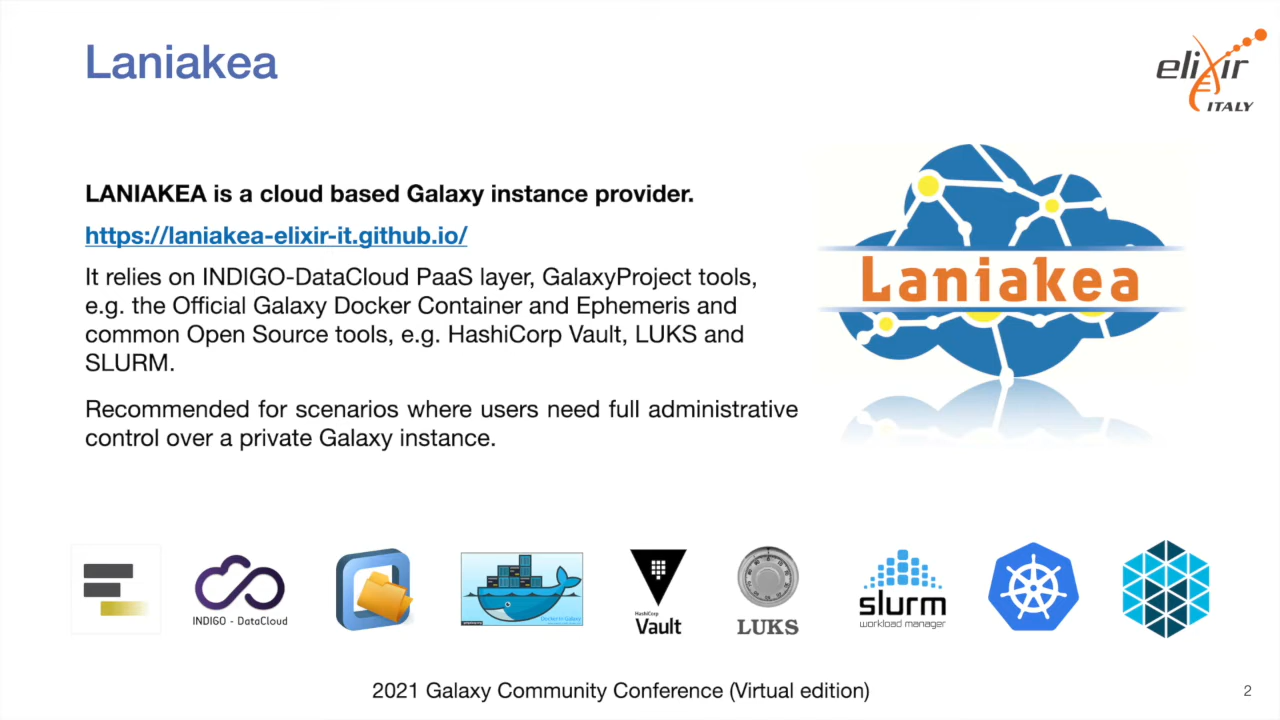 Laniakea
elixir
ITALY
LANIAKEA is a cloud based Galaxy instance provider.
https://laniakea-elixir-it.github.io/
It relies on INDIGO-DataCloud PaaS layer, GalaxyProject tools,
e.g. the Official Galaxy Docker Container and Ephemeris and
common Open Source tools, e.g. HashiCorp Vault, LUKS and
SLURM.
Recommended for scenarios where users need full administrative
control over a private Galaxy instance.
Laniakea
INDIGO - DataCloud
HashiCorp
Vault
LUKS
slurm
workload manager
2021 Galaxy Community Conference (Virtual edition)
2